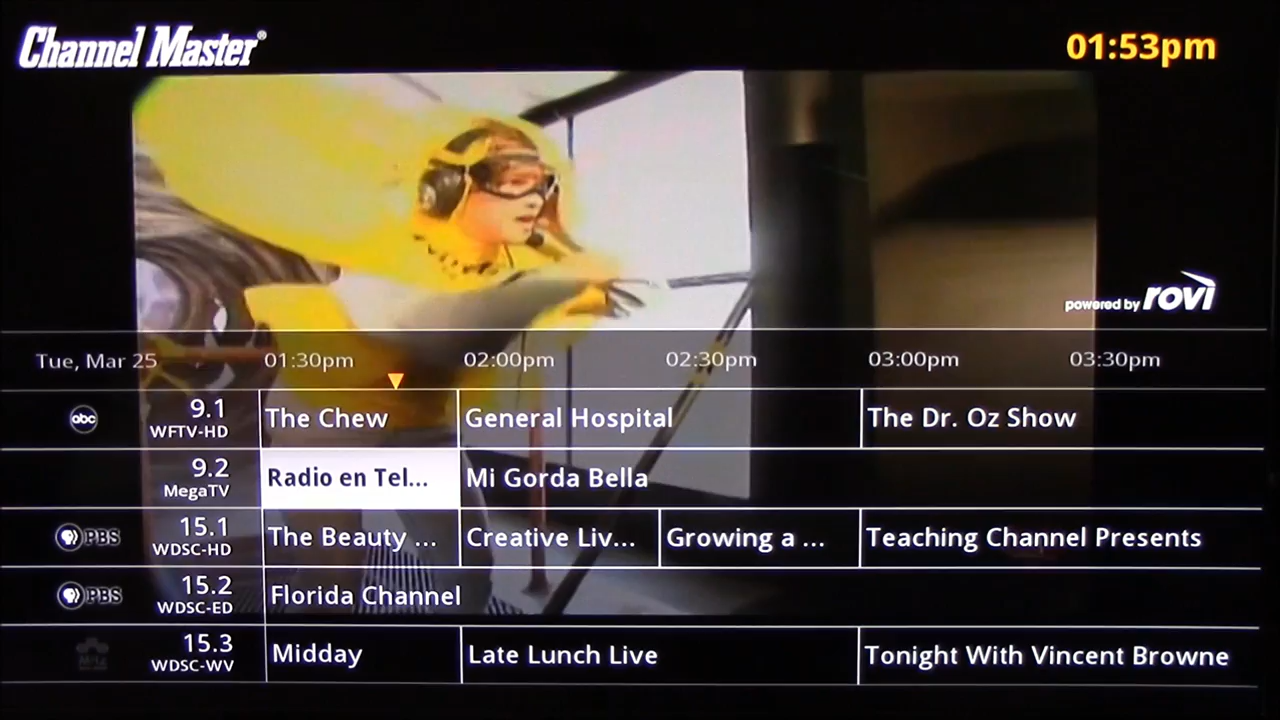 Channel Master®
01:53pm
powered by rovi
Tue, Mar 25 01:30pm 02:00pm 02:30pm 03:00pm 03:30pm
abc 9.1 WFTV-HD The Chew General Hospital The Dr. Oz Show
9.2 MegaTV Radio en Tel... Mi Gorda Bella
PBS 15.1 WDSC-HD The Beauty ... Creative Liv... Growing a ... Teaching Channel Presents
PBS 15.2 WDSC-ED Florida Channel
MHz 15.3 WDSC-WV Midday Late Lunch Live Tonight With Vincent Browne